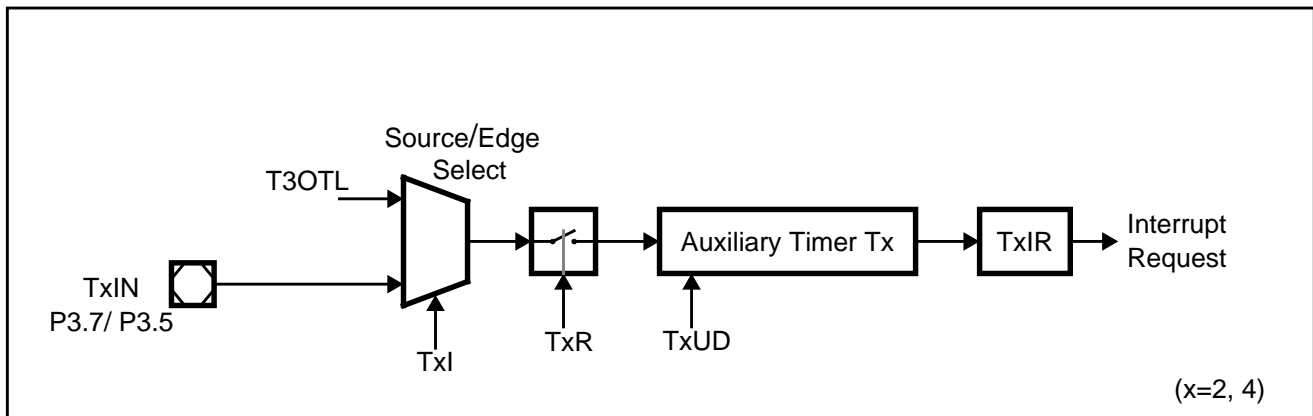 Source/Edge
Select
T3OTL
TxIN
P3.7/ P3.5
TxI
TxR
Auxiliary Timer Tx
TxUD
TxIR
Interrupt
Request
(x=2, 4)